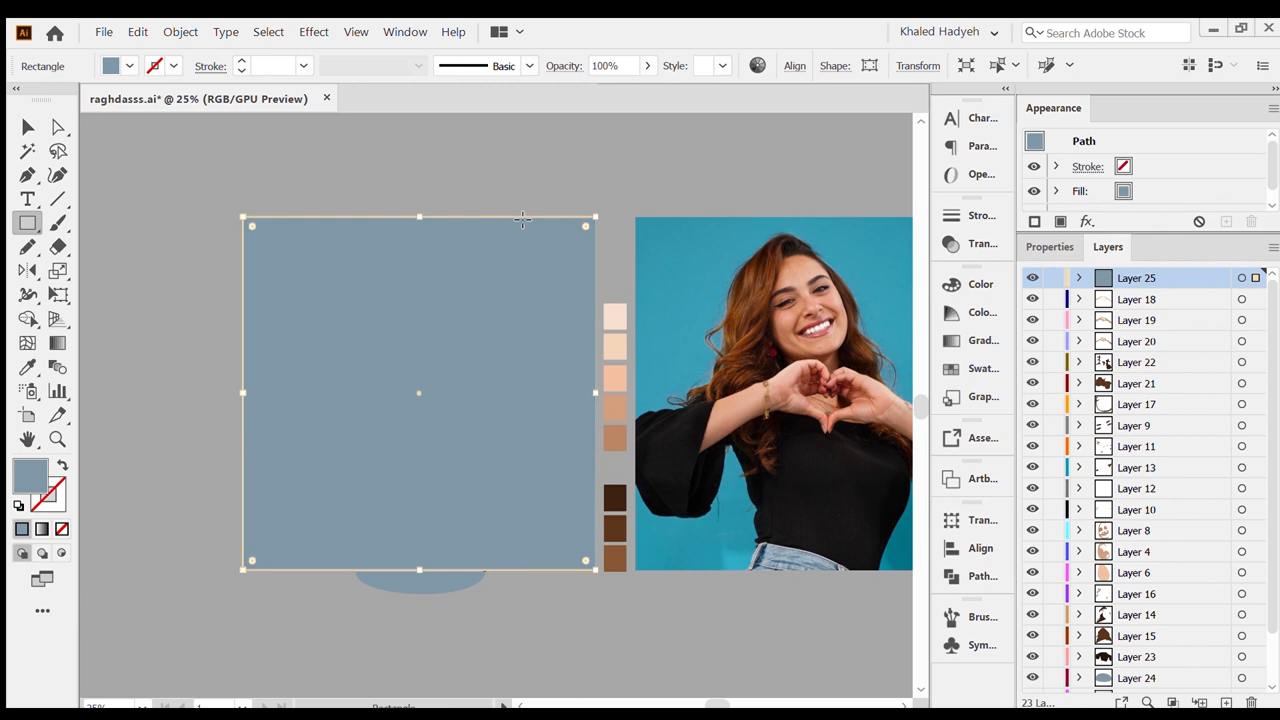 Ai File Edit Object Type Select Effect View Window Help Khaled Hadyeh Search Adobe Stock
Rectangle Stroke: Basic Opacity: 100% Style: Align Shape: Transform
raghdasss.ai* @ 25% (RGB/GPU Preview)
Char...
Para...
Ope...
Stro...
Tran...
Color
Colo...
Grad...
Swat...
Grap...
Asse...
Artb...
Tran...
Align
Path...
Brus...
Sym...
Appearance
Path
Stroke:
Fill:
fx
Properties Layers
Layer 25
Layer 18
Layer 19
Layer 20
Layer 22
Layer 21
Layer 17
Layer 9
Layer 11
Layer 13
Layer 12
Layer 10
Layer 8
Layer 4
Layer 6
Layer 16
Layer 14
Layer 15
Layer 23
Layer 24
23 La...
25% 1 Rectangle